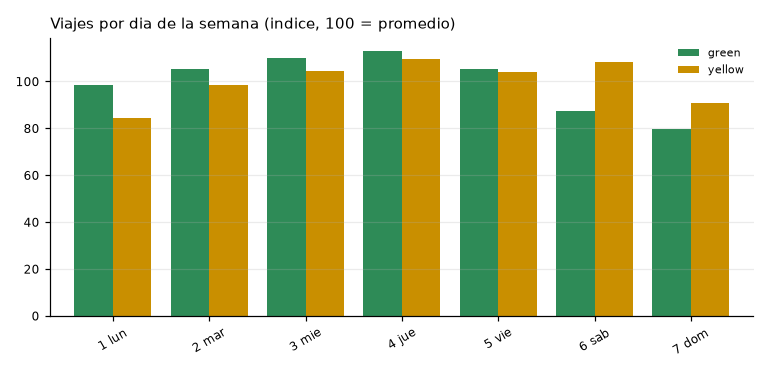 Viajes por dia de la semana (indice, 100 = promedio)
green
yellow
100
80
60
40
20
0
1 lun
2 mar
3 mie
4 jue
5 vie
6 sab
7 dom